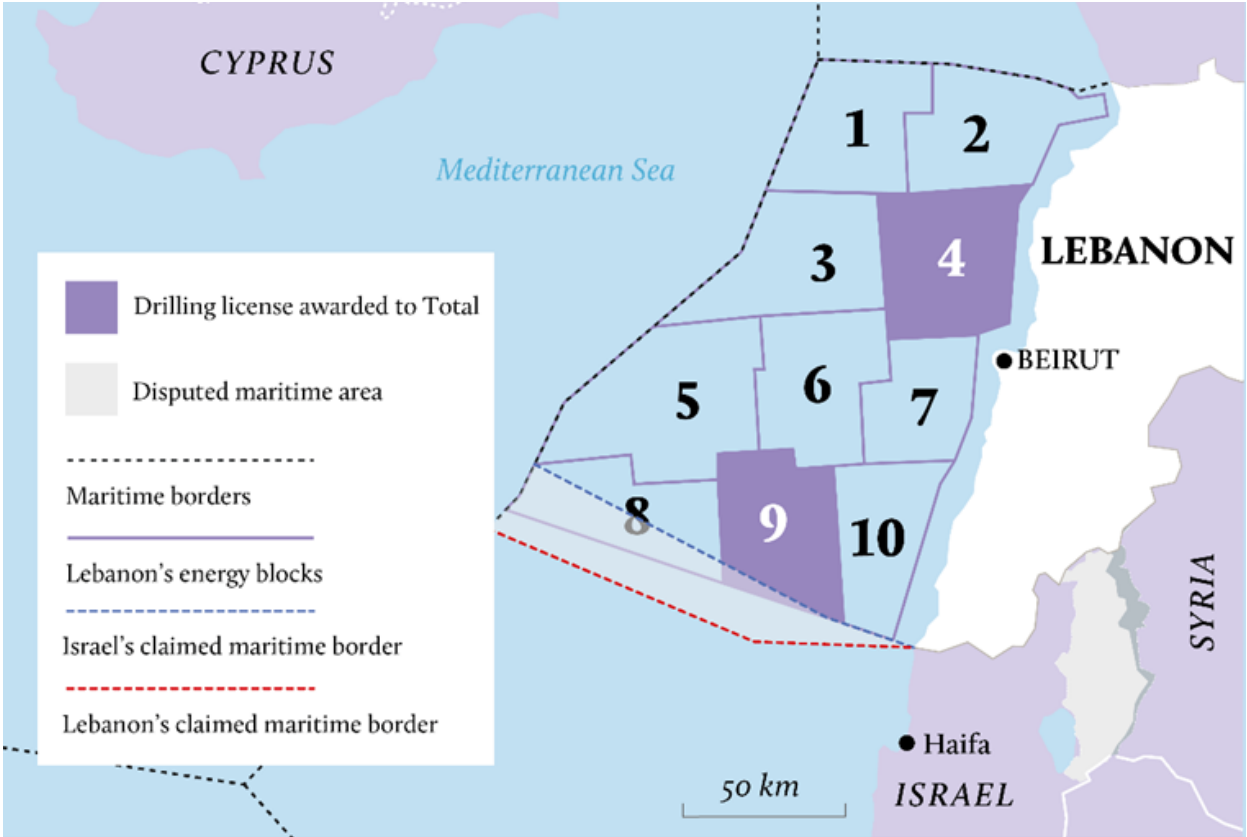 CYPRUS
1
2
Mediterranean Sea
3
4
LEBANON
Drilling license awarded to Total
BEIRUT
Disputed maritime area
5
6
7
Maritime borders
8
9
10
Lebanon's energy blocks
Israel's claimed maritime border
Lebanon's claimed maritime border
SYRIA
Haifa
50 km
ISRAEL